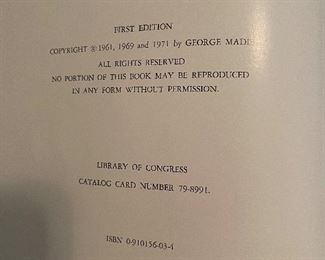 FIRST EDITION
COPYRIGHT ©1961, 1969 and 1971 by GEORGE MADI
ALL RIGHTS RESERVED
NO PORTION OF THIS BOOK MAY BE REPRODUCED
IN ANY FORM WITHOUT PERMISSION.
LIBRARY OF CONGRESS
CATALOG CARD NUMBER 79-8991.
ISBN 0-910156-03-4